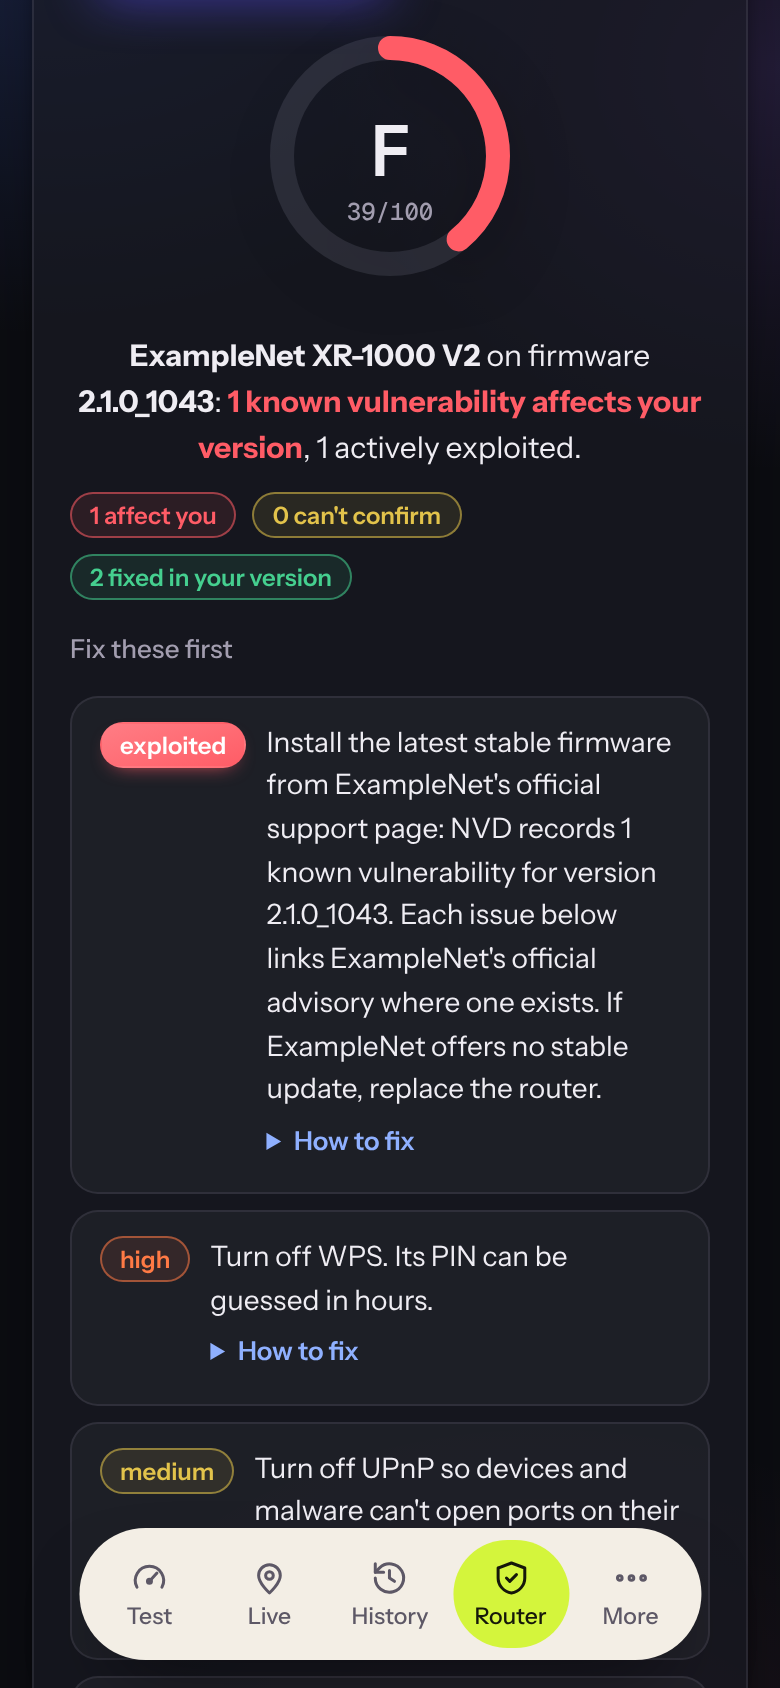 F
39/100
ExampleNet XR-1000 V2 on firmware
2.1.0_1043: 1 known vulnerability affects your
version, 1 actively exploited.
1 affect you
0 can't confirm
2 fixed in your version
Fix these first
exploited
Install the latest stable firmware
from ExampleNet's official
support page: NVD records 1
known vulnerability for version
2.1.0_1043. Each issue below
links ExampleNet's official
advisory where one exists. If
ExampleNet offers no stable
update, replace the router.
How to fix
high
Turn off WPS. Its PIN can be
guessed in hours.
How to fix
medium
Turn off UPnP so devices and
malware can't open ports on their
Test
Live
History
Router
More